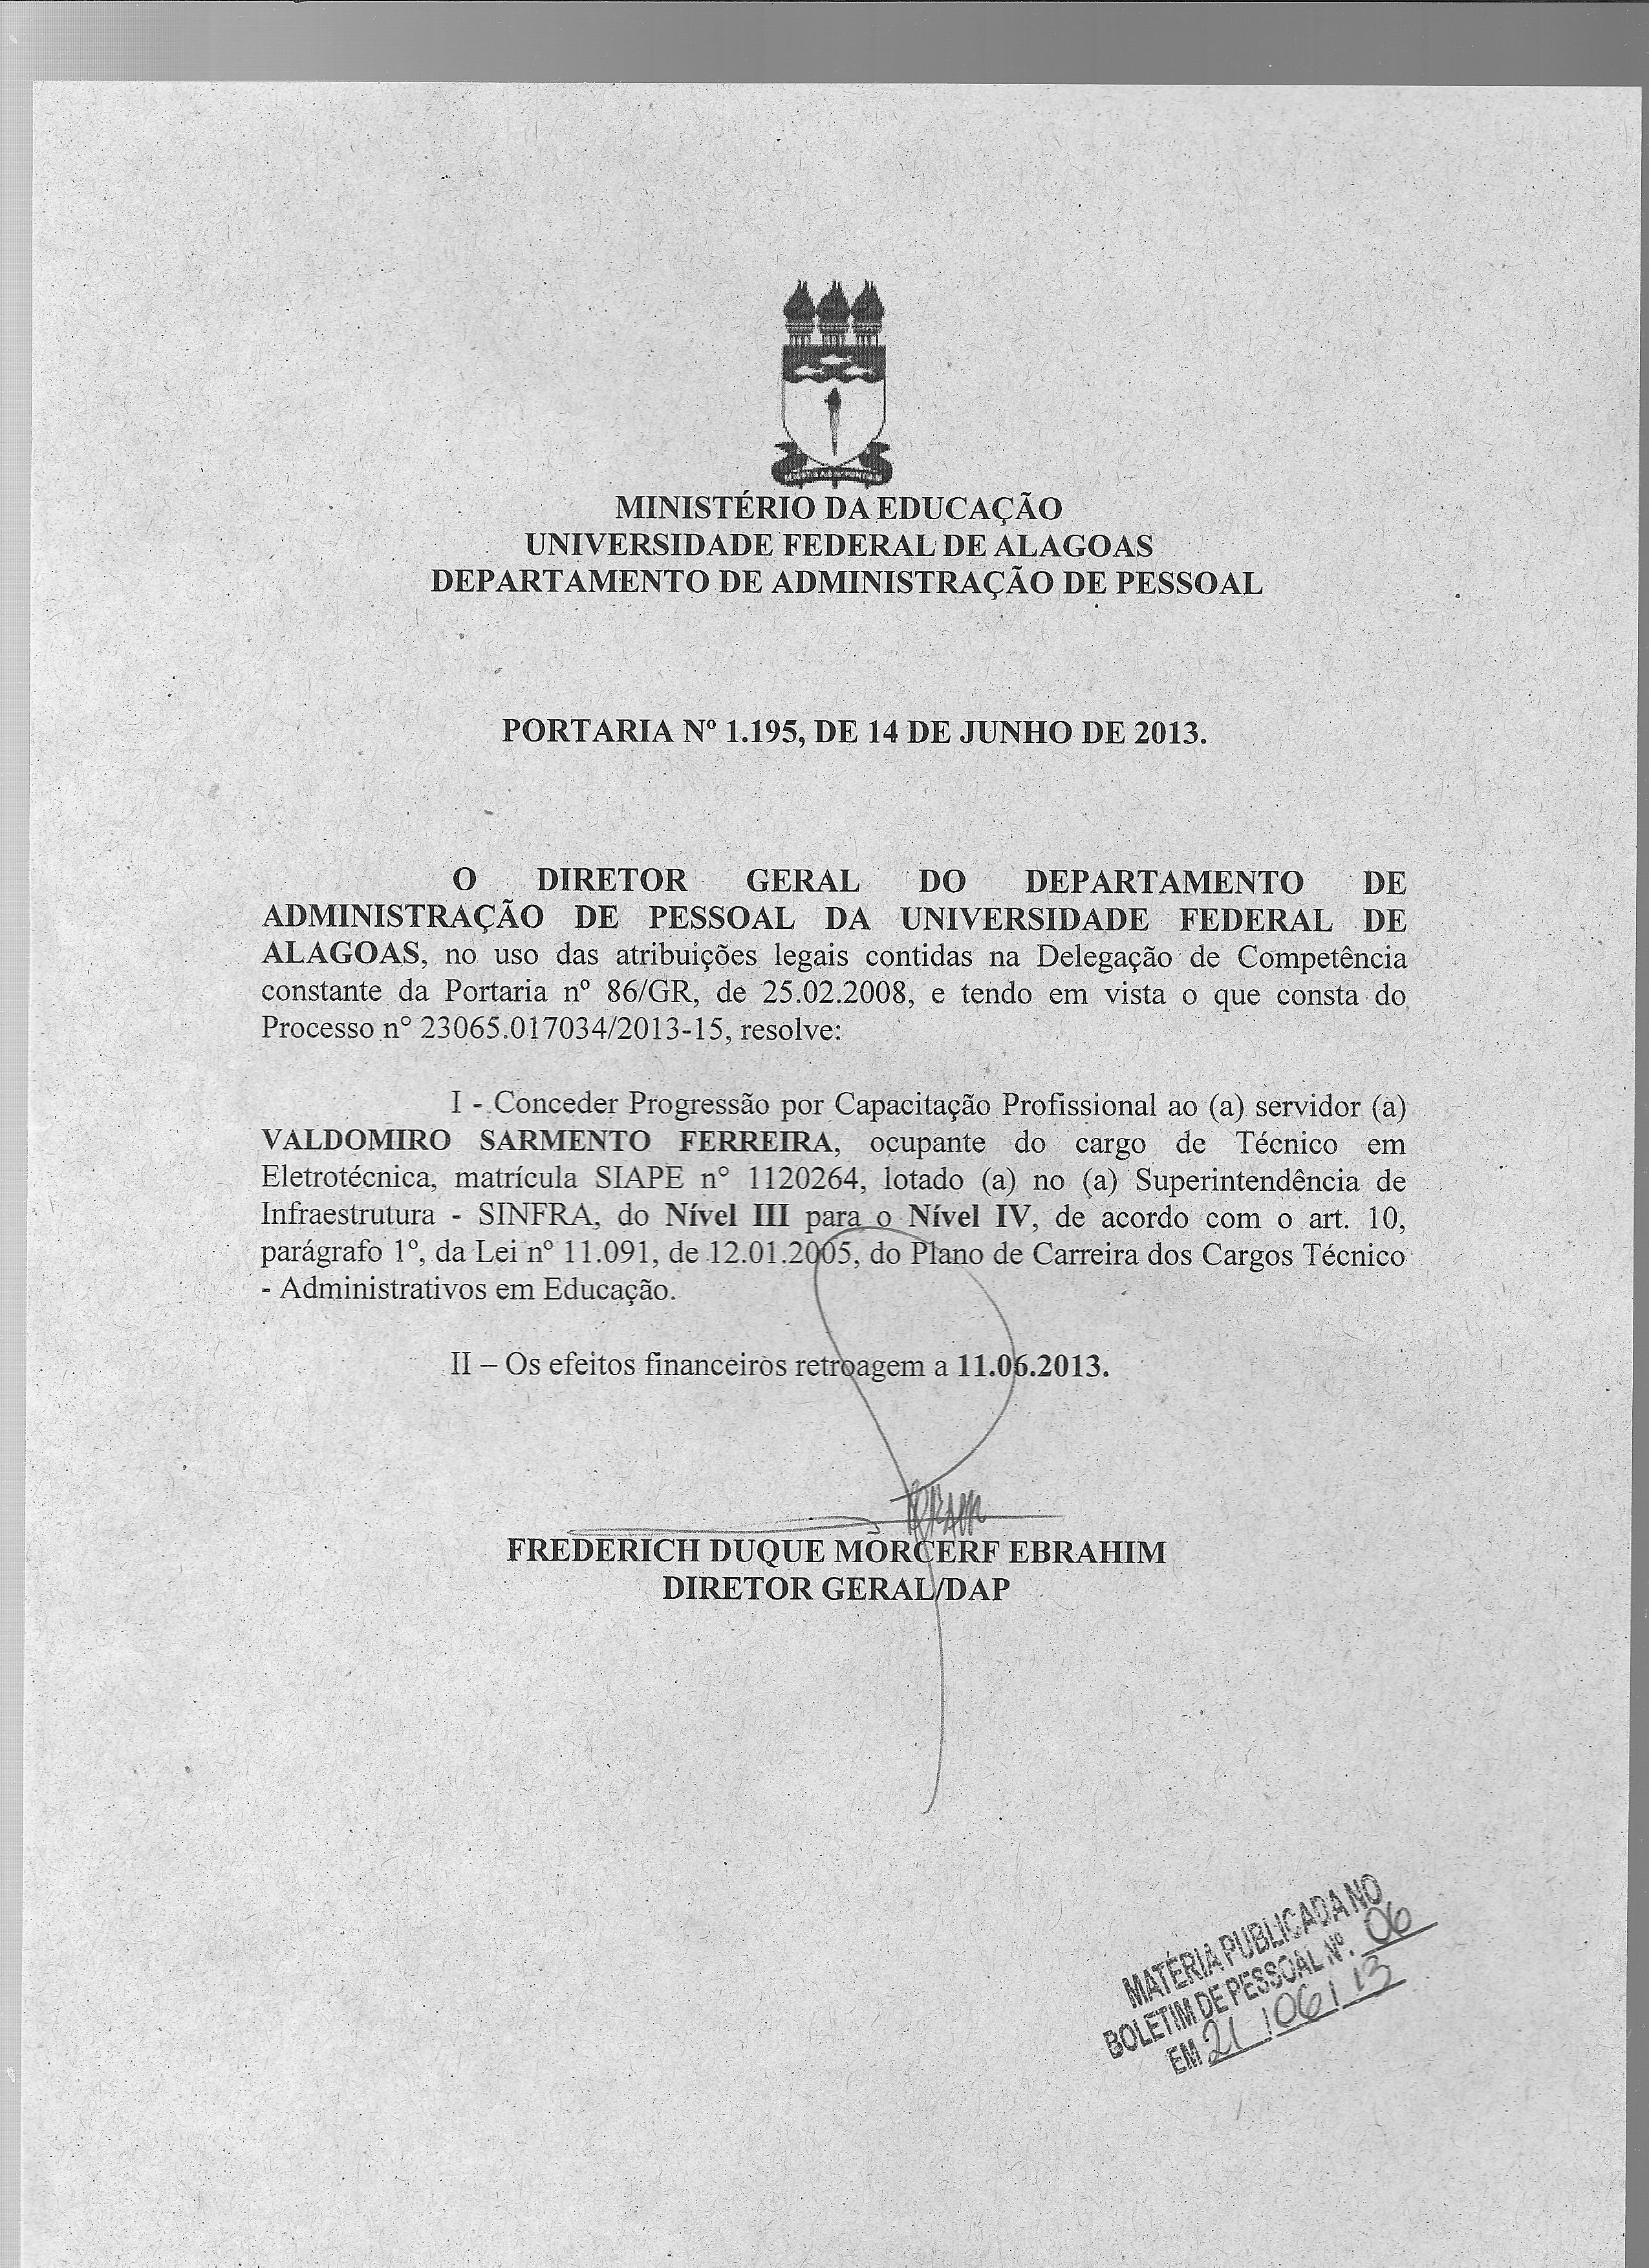 MINISTÉRIO DA EDUCAÇÃO
UNIVERSIDADE FEDERAL DE ALAGOAS
DEPARTAMENTO DE ADMINISTRAÇÃO DE PESSOAL
PORTARIA Nº 1.195, DE 14 DE JUNHO DE 2013.
O DIRETOR GERAL DO DEPARTAMENTO DE
ADMINISTRAÇÃO DE PESSOAL DA UNIVERSIDADE FEDERAL DE
ALAGOAS, no uso das atribuições legais contidas na Delegação de Competência
constante da Portaria nº 86/GR, de 25.02.2008, e tendo em vista o que consta do
Processo n° 23065.017034/2013-15, resolve:
I - Conceder Progressão por Capacitação Profissional ao (a) servidor (a)
VALDOMIRO SARMENTO FERREIRA, ocupante do cargo de Técnico em
Eletrotécnica, matrícula SIAPE n° 1120264, lotado (a) no (a) Superintendência de
Infraestrutura - SINFRA, do Nível III para o Nível IV, de acordo com o art. 10,
parágrafo 1º, da Lei nº 11.091, de 12.01.2005, do Plano de Carreira dos Cargos Técnico
- Administrativos em Educação.
II – Os efeitos financeiros retroagem a 11.06.2013.
FREDERICH DUQUE MORCERF EBRAHIM
DIRETOR GERAL/DAP
MATÉRIA PUBLICADA NO
BOLETIM DE PESSOAL Nº. 06
EM 21/06/13